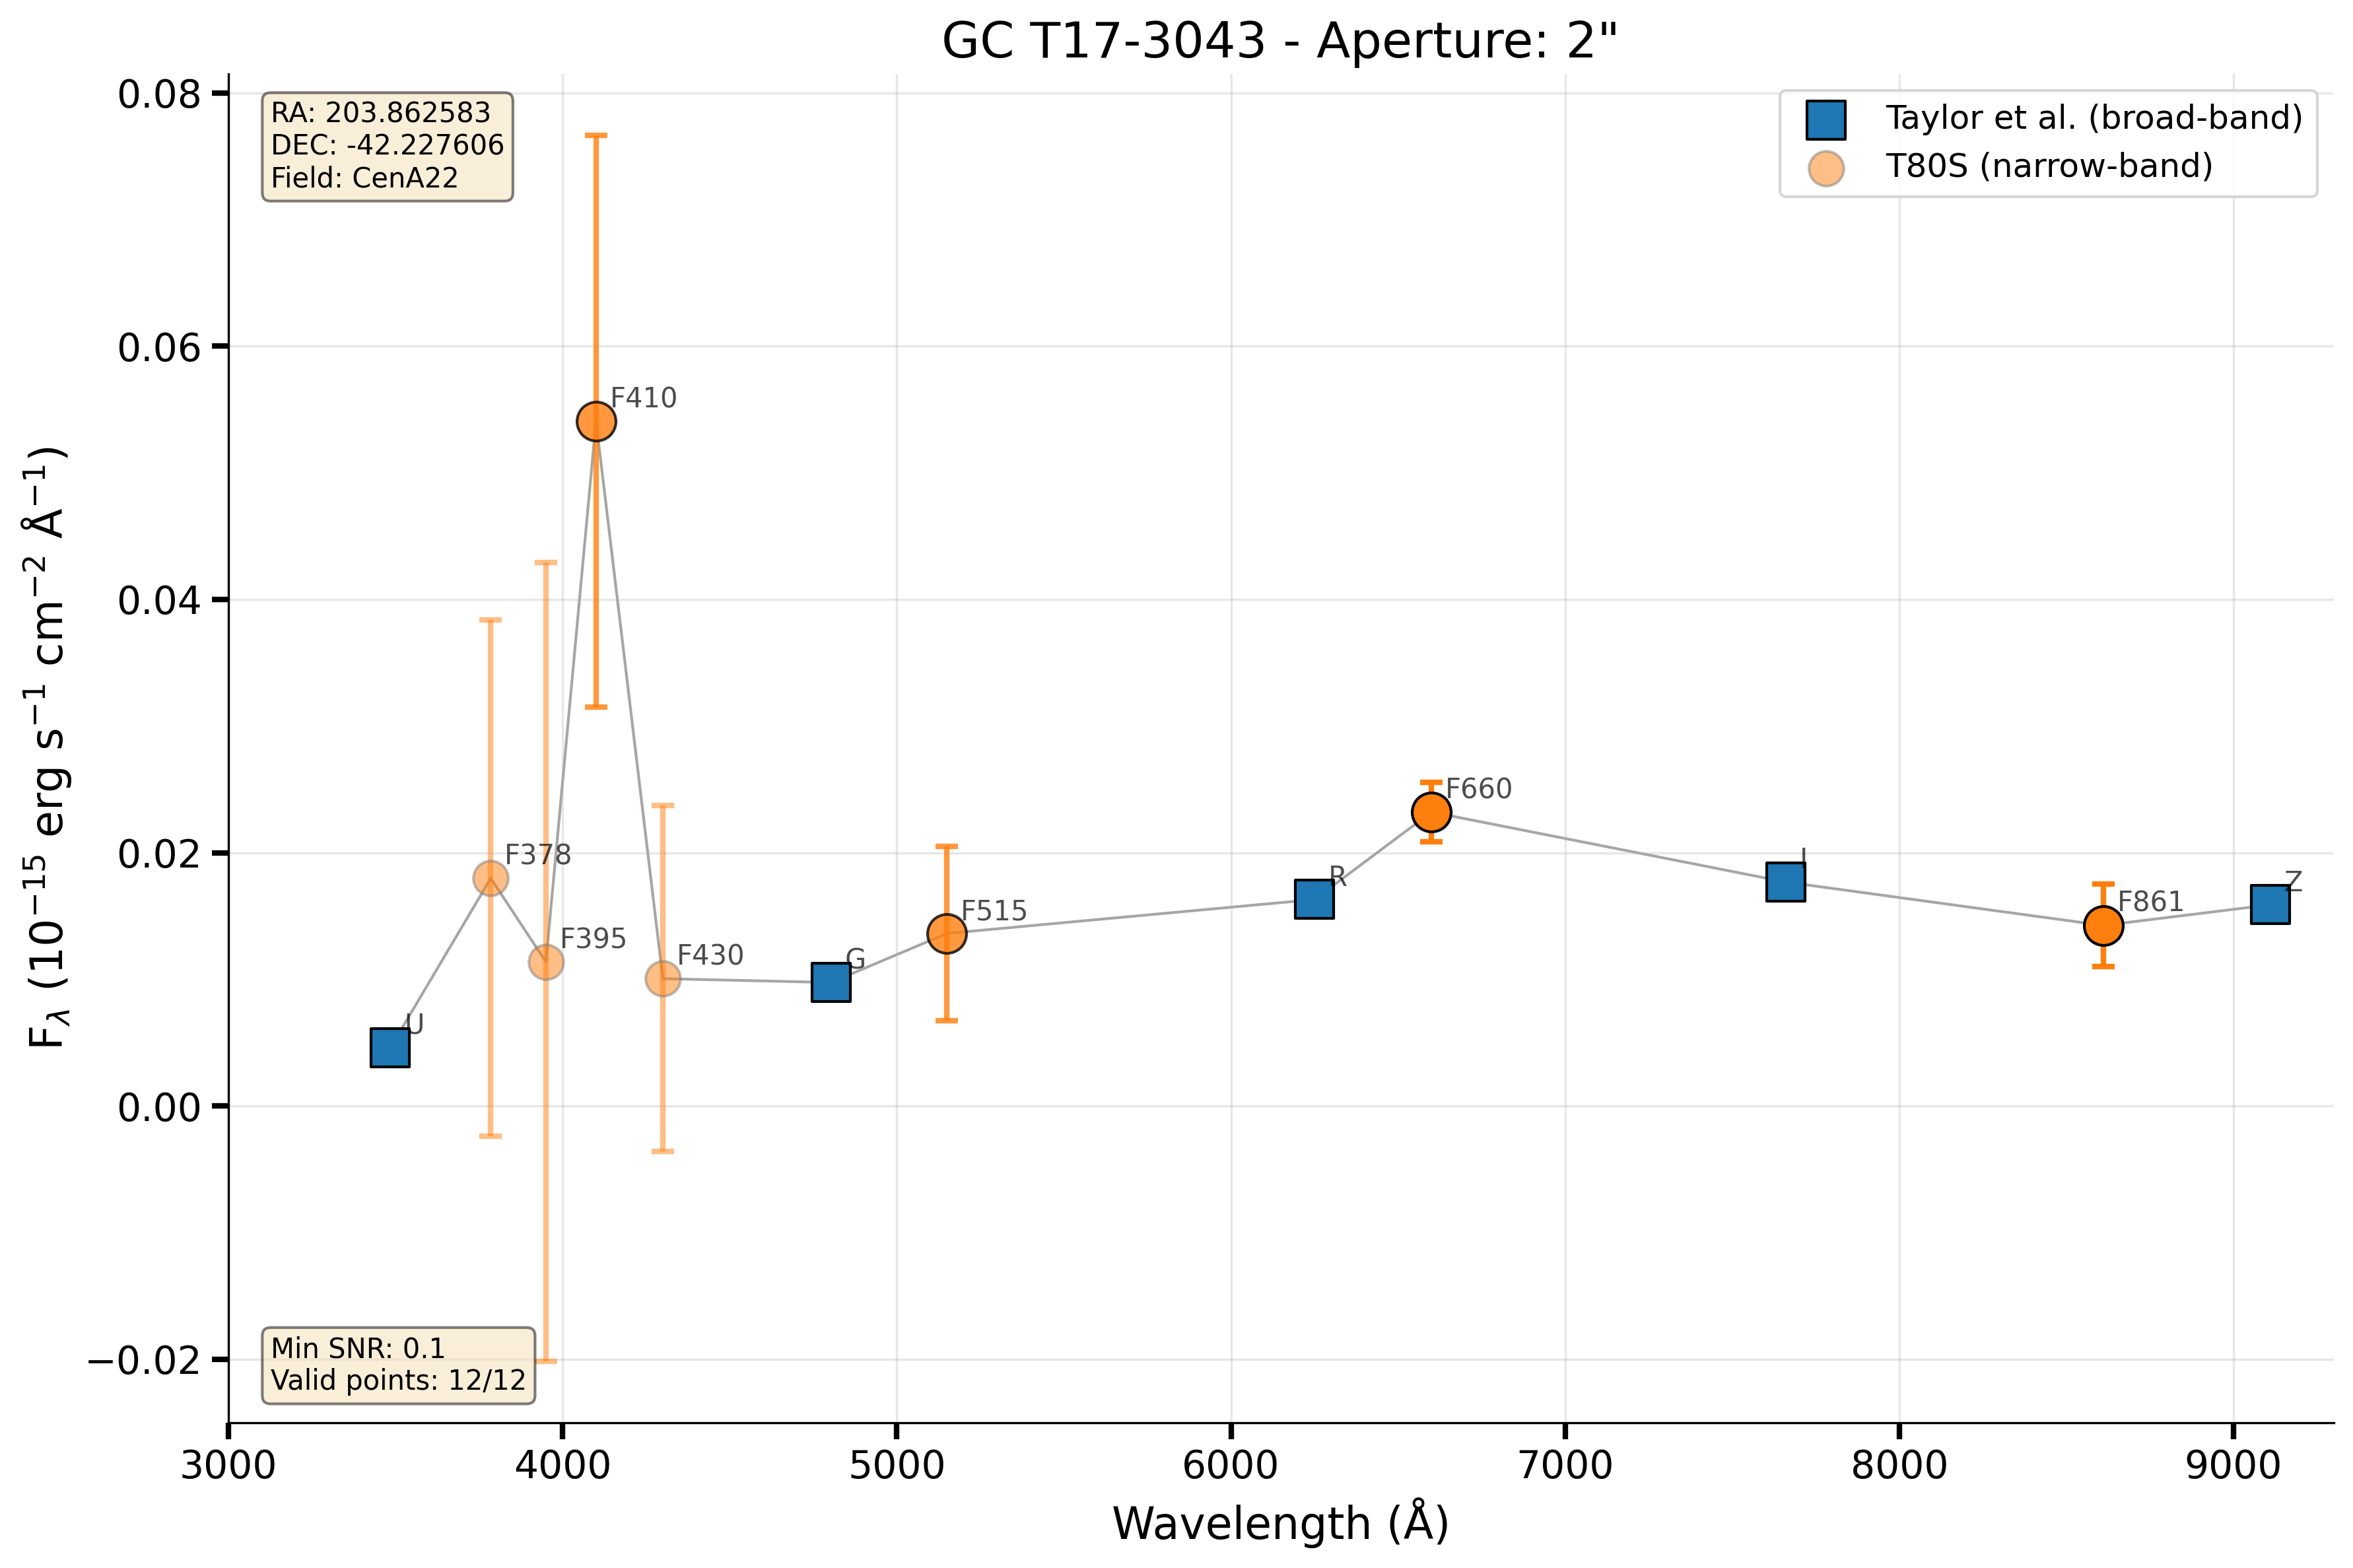 GC T17-3043 - Aperture: 2"
RA: 203.862583
DEC: -42.227606
Field: CenA22
Taylor et al. (broad-band)
T80S (narrow-band)
0.08
0.06
0.04
0.02
0.00
−0.02
F$_λ$ (10⁻¹⁵ erg s⁻¹ cm⁻² Å⁻¹)
U
F378
F395
F410
F430
G
F515
R
F660
I
F861
Z
Min SNR: 0.1
Valid points: 12/12
3000 4000 5000 6000 7000 8000 9000
Wavelength (Å)